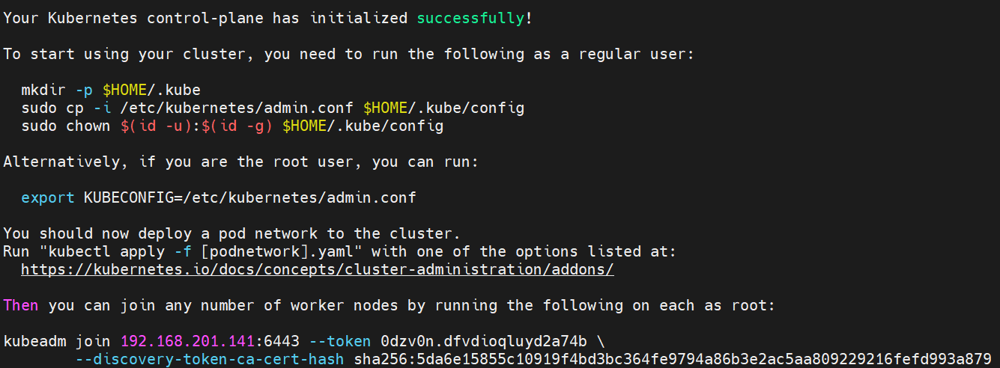 Your Kubernetes control-plane has initialized successfully!
To start using your cluster, you need to run the following as a regular user:
mkdir -p $HOME/.kube
sudo cp -i /etc/kubernetes/admin.conf $HOME/.kube/config
sudo chown $(id -u):$(id -g) $HOME/.kube/config
Alternatively, if you are the root user, you can run:
export KUBECONFIG=/etc/kubernetes/admin.conf
You should now deploy a pod network to the cluster.
Run "kubectl apply -f [podnetwork].yaml" with one of the options listed at:
https://kubernetes.io/docs/concepts/cluster-administration/addons/
Then you can join any number of worker nodes by running the following on each as root:
kubeadm join 192.168.201.141:6443 --token 0dzv0n.dfvdioqluyd2a74b \
--discovery-token-ca-cert-hash sha256:5da6e15855c10919f4bd3bc364fe9794a86b3e2ac5aa809229216fefd993a879